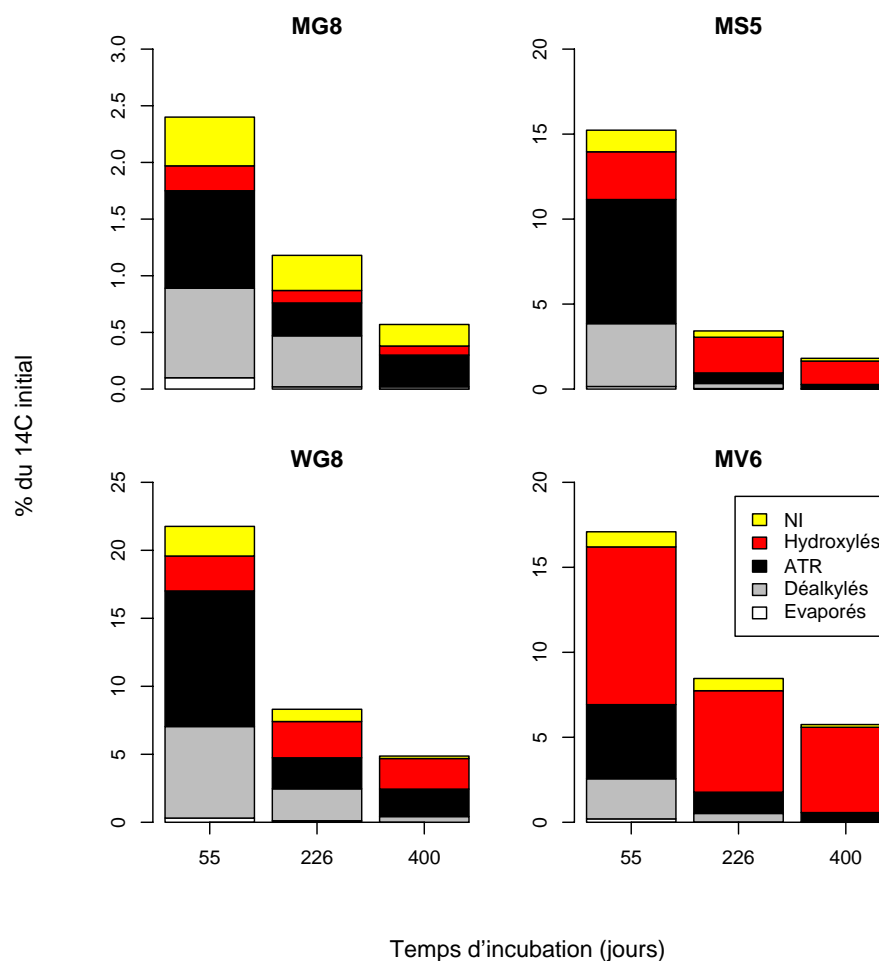 MG8
3.0
2.5
2.0
1.5
1.0
0.5
0.0
MS5
20
15
10
5
0
% du 14C initial
WG8
25
20
15
10
5
0
55
226
400
MV6
20
15
10
5
0
NI
Hydroxylés
ATR
Déalkylés
Evaporés
55
226
400
Temps d'incubation (jours)